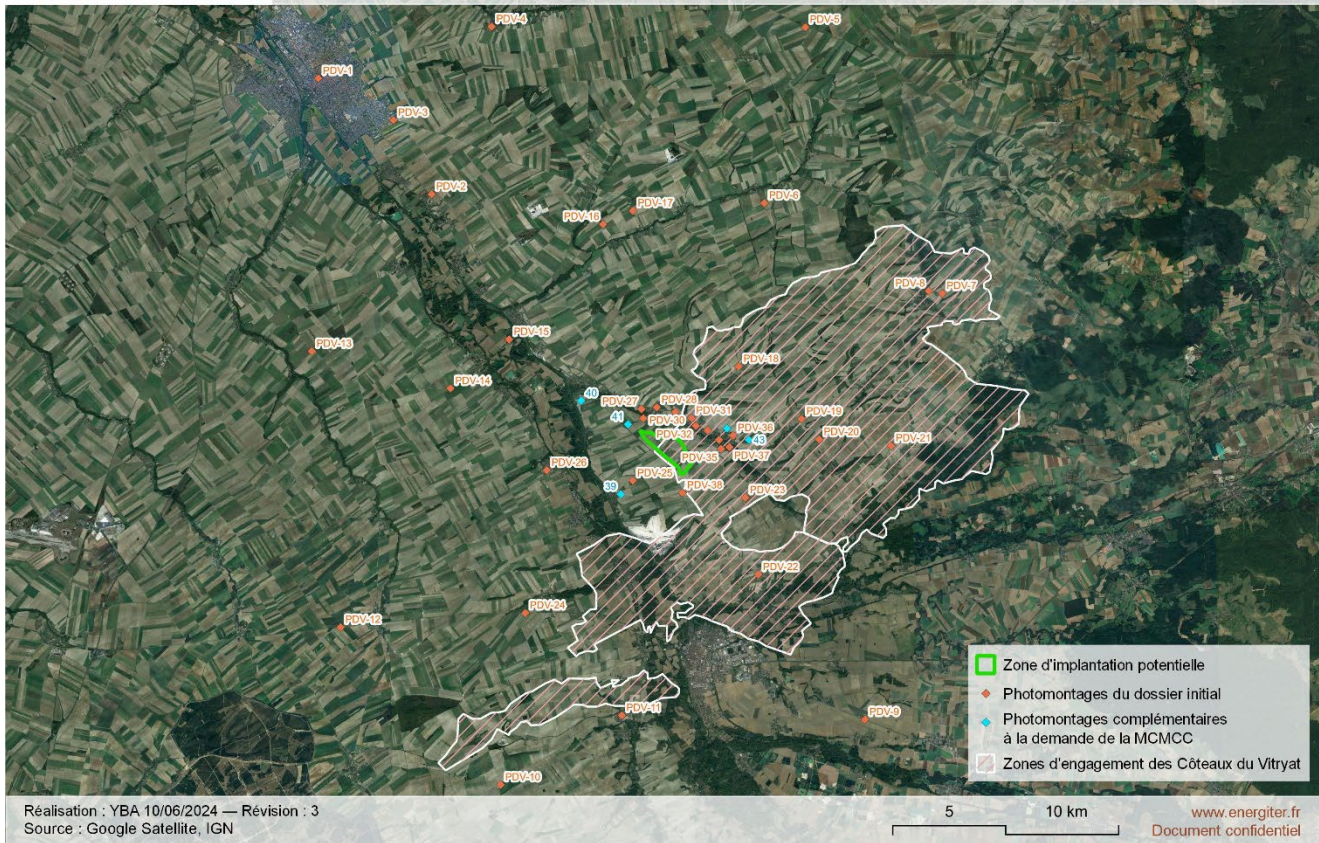 PDV-4
PDV-5
PDV-1
PDV-3
PDV-2
PDV-17
PDV-16
PDV-6
PDV-8
PDV-7
PDV-15
PDV-13
PDV-18
PDV-14
40
PDV-27
PDV-28
41
PDV-30
PDV-31
PDV-19
PDV-32
PDV-36
43
PDV-20
PDV-21
PDV-35
PDV-37
PDV-26
PDV-25
39
PDV-38
PDV-23
PDV-22
PDV-24
PDV-12
PDV-11
PDV-9
PDV-10
Zone d'implantation potentielle
Photomontages du dossier initial
Photomontages complémentaires
à la demande de la MCMCC
Zones d'engagement des Côteaux du Vitryat
Réalisation : YBA 10/06/2024 — Révision : 3
Source : Google Satellite, IGN
5 10 km
www.energiter.fr
Document confidentiel